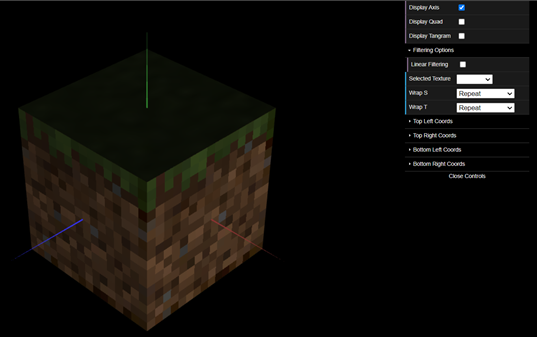 Display Axis
Display Quad
Display Tangram
Filtering Options
Linear Filtering
Selected Texture
Wrap S Repeat
Wrap T Repeat
Top Left Coords
Top Right Coords
Bottom Left Coords
Bottom Right Coords
Close Controls